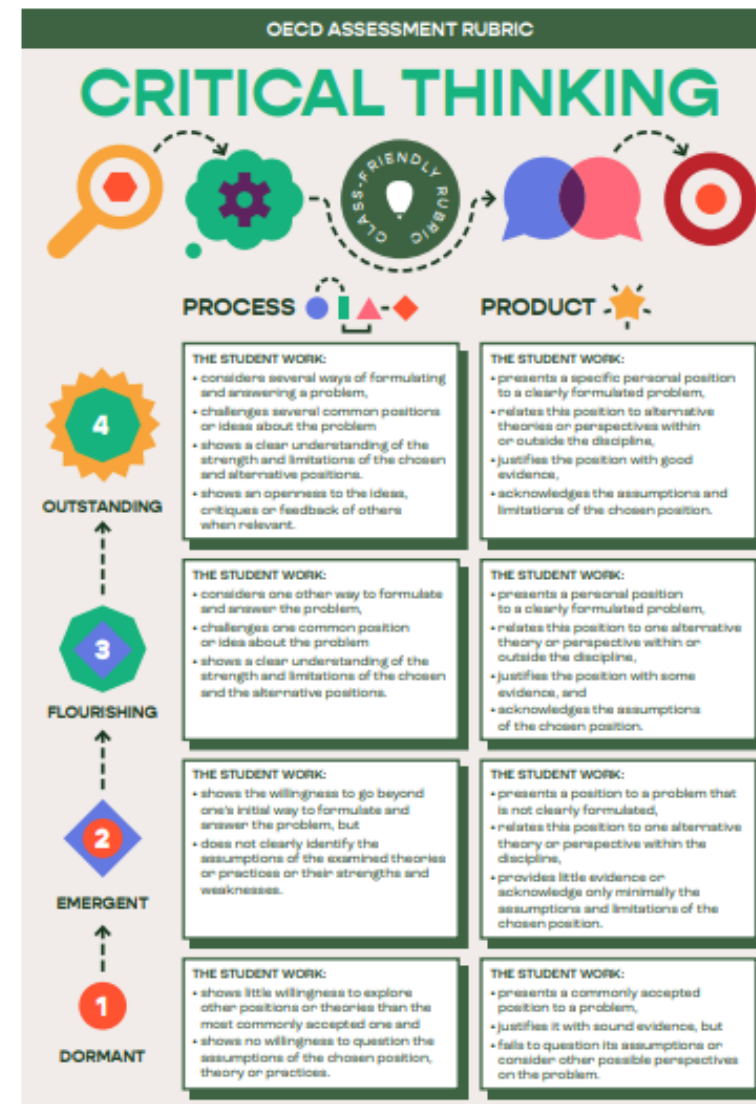 OECD ASSESSMENT RUBRIC
CRITICAL THINKING
CLASS-FRIENDLY RUBRIC
PROCESS
PRODUCT
4
OUTSTANDING
THE STUDENT WORK:
• considers several ways of formulating
and answering a problem,
• challenges several common positions
or ideas about the problem
• shows a clear understanding of the
strength and limitations of the chosen
and alternative positions.
• shows an openness to the ideas,
critiques or feedback of others
when relevant.
THE STUDENT WORK:
• presents a specific personal position
to a clearly formulated problem,
• relates this position to alternative
theories or perspectives within
or outside the discipline,
• justifies the position with good
evidence,
• acknowledges the assumptions and
limitations of the chosen position.
3
FLOURISHING
THE STUDENT WORK:
• considers one other way to formulate
and answer the problem,
• challenges one common position
or idea about the problem
• shows a clear understanding of the
strength and limitations of the chosen
and the alternative positions.
THE STUDENT WORK:
• presents a personal position
to a clearly formulated problem,
• relates this position to one alternative
theory or perspective within or
outside the discipline,
• justifies the position with some
evidence, and
• acknowledges the assumptions
of the chosen position.
2
EMERGENT
THE STUDENT WORK:
• shows the willingness to go beyond
one's initial way to formulate and
answer the problem, but
• does not clearly identify the
assumptions of the examined theories
or practices or their strengths and
weaknesses.
THE STUDENT WORK:
• presents a position to a problem that
is not clearly formulated,
• relates this position to one alternative
theory or perspective within the
discipline,
• provides little evidence or
acknowledge only minimally the
assumptions and limitations of the
chosen position.
1
DORMANT
THE STUDENT WORK:
• shows little willingness to explore
other positions or theories than the
most commonly accepted one and
• shows no willingness to question the
assumptions of the chosen position,
theory or practices.
THE STUDENT WORK:
• presents a commonly accepted
position to a problem,
• justifies it with sound evidence, but
• fails to question its assumptions or
consider other possible perspectives
on the problem.